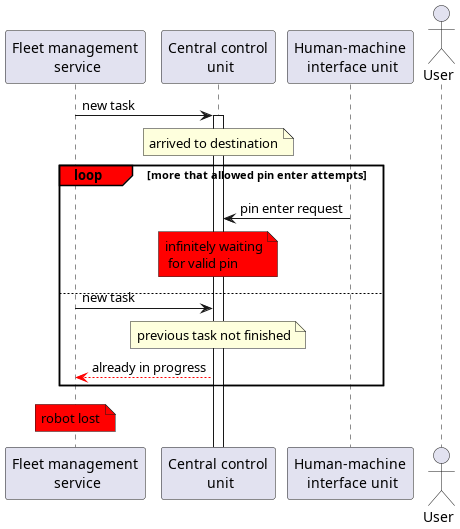 Fleet management
service
Central control
unit
Human-machine
interface unit
User
new task
arrived to destination
loop
[more that allowed pin enter attempts]
pin enter request
infinitely waiting
for valid pin
new task
previous task not finished
already in progress
robot lost
Fleet management
service
Central control
unit
Human-machine
interface unit
User